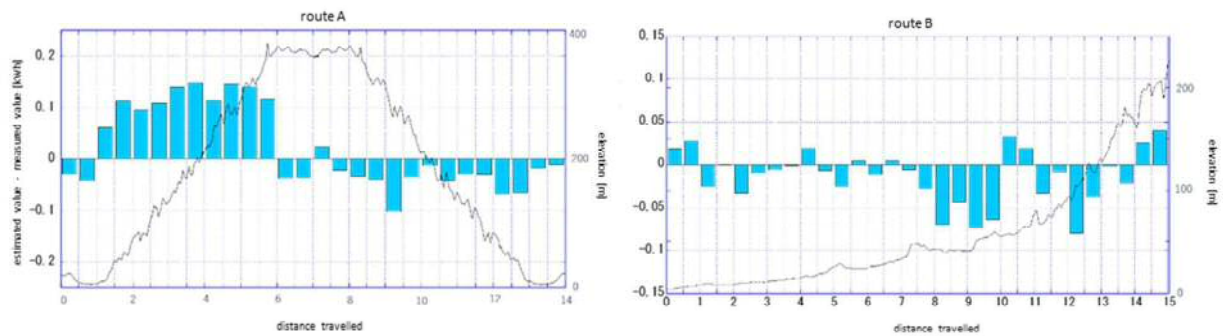 route A
0.2
0.1
0
-0.1
-0.2
estimated value - measured value [kwh]
400
200
0
elevation [m]
0 2 4 6 8 10 12 14
distance travelled
route B
0.15
0.1
0.05
0
-0.05
-0.1
-0.15
200
100
0
elevation [m]
0 1 2 3 4 5 6 7 8 9 10 11 12 13 14 15
distance travelled